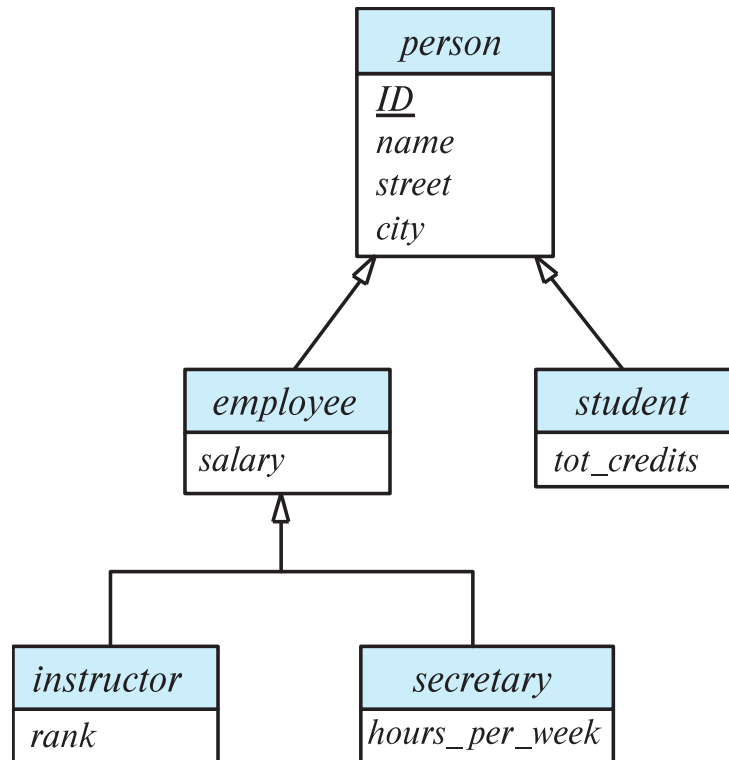 person
ID
name
street
city
employee
salary
student
tot_credits
instructor
rank
secretary
hours_per_week